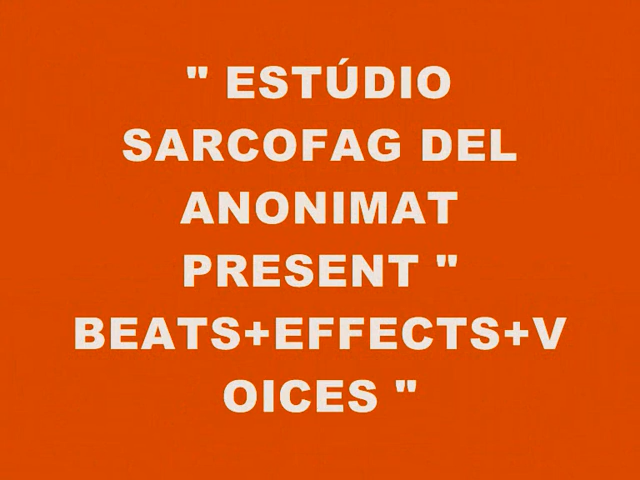 " ESTÚDIO
SARCOFAG DEL
ANONIMAT
PRESENT "
BEATS+EFFECTS+V
OICES "